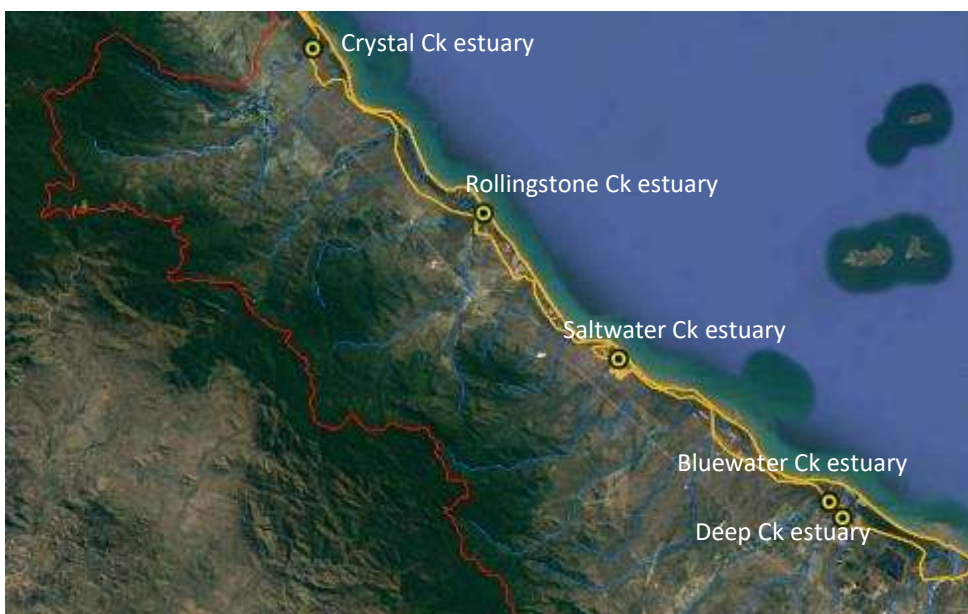 Crystal Ck estuary
Rollingstone Ck estuary
Saltwater Ck estuary
Bluewater Ck estuary
Deep Ck estuary